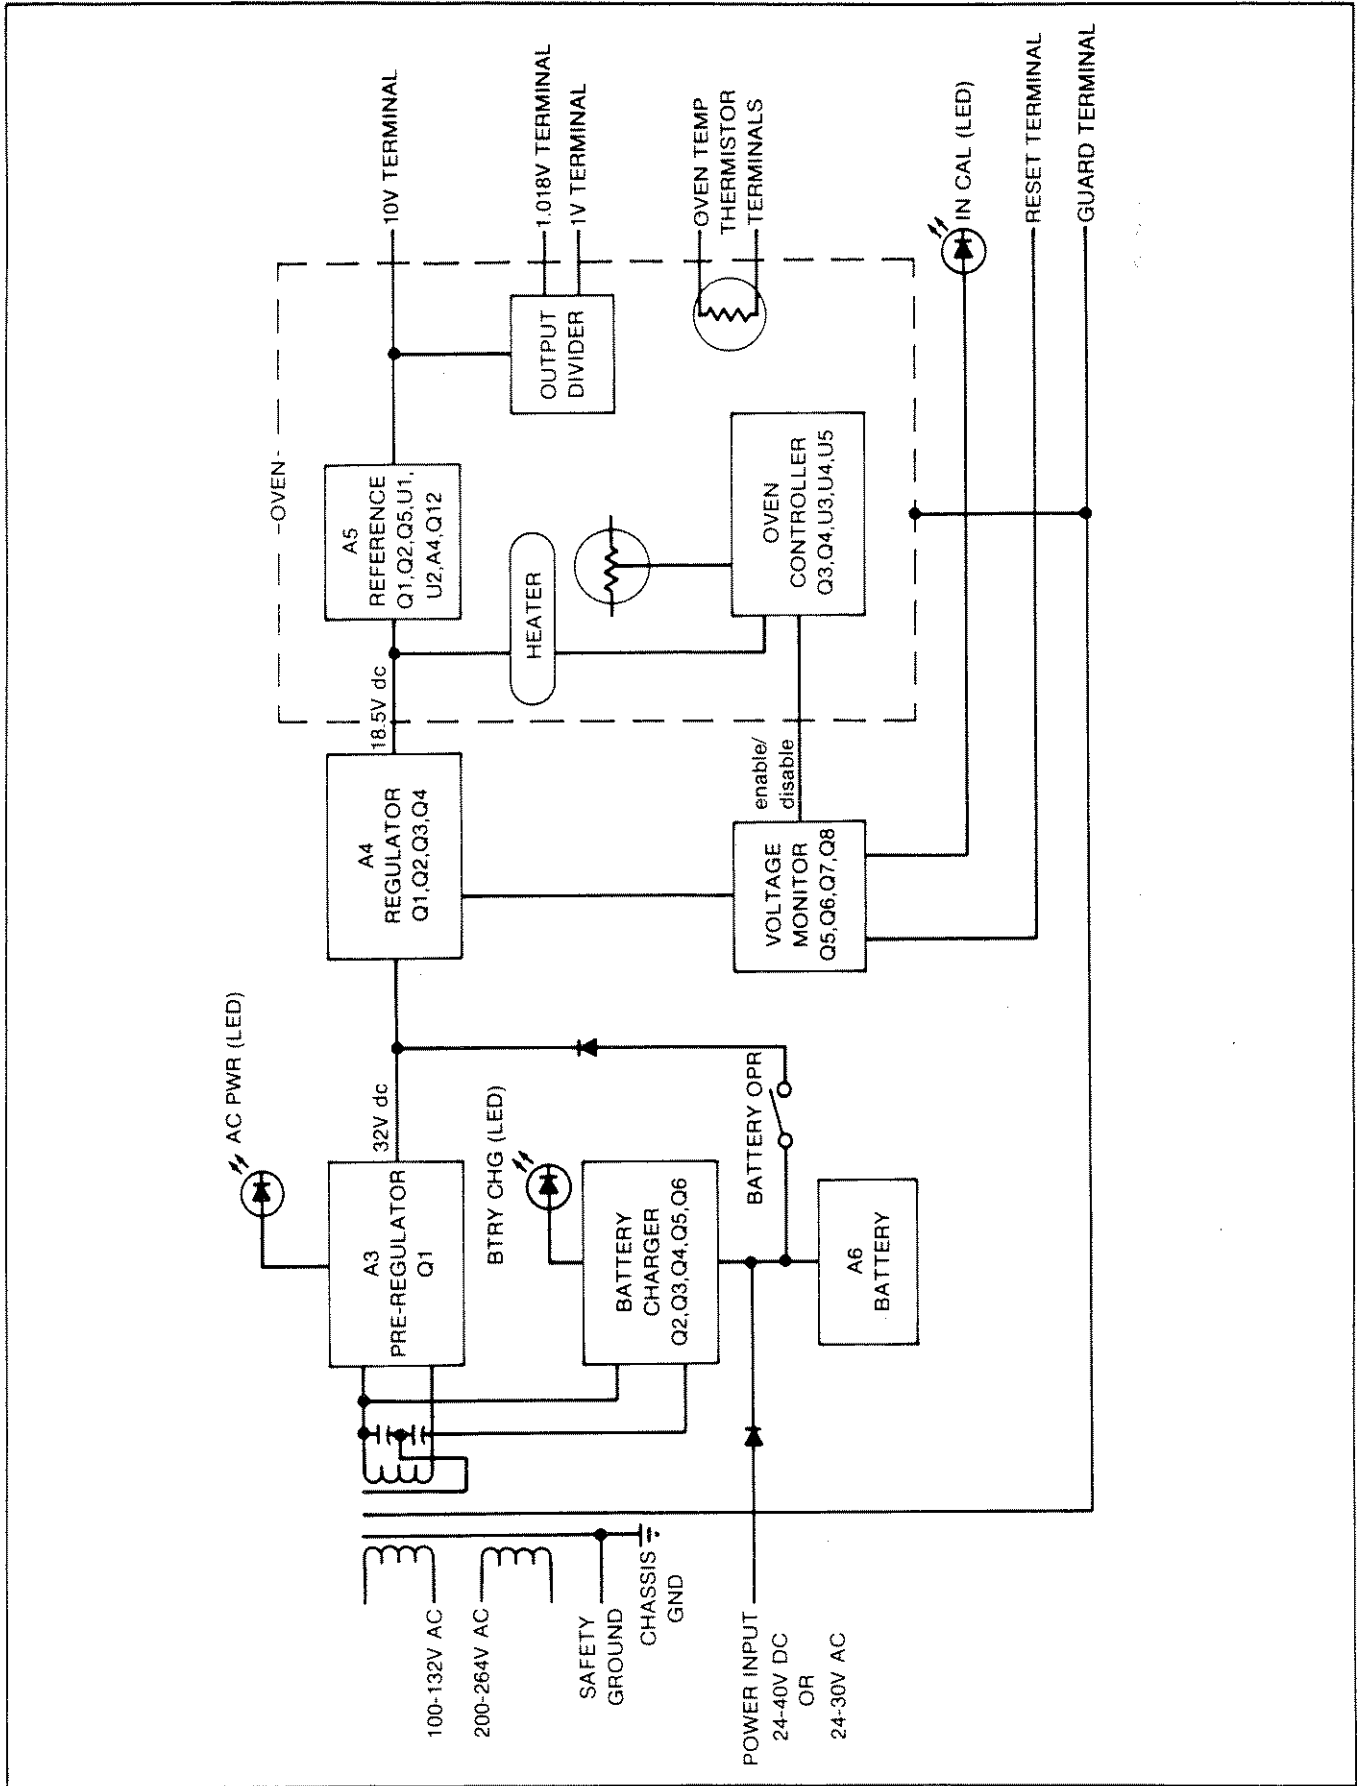 AC PWR (LED)
A3
PRE-REGULATOR
Q1
32V dc
A4
REGULATOR
Q1,Q2,Q3,Q4
18.5V dc
OVEN
A5
REFERENCE
Q1,Q2,Q5,U1,
U2,A4,Q12
10V TERMINAL
HEATER
OUTPUT
DIVIDER
1.018V TERMINAL
1V TERMINAL
OVEN TEMP
THERMISTOR
TERMINALS
100-132V AC
200-264V AC
SAFETY
GROUND
CHASSIS
GND
BTRY CHG (LED)
BATTERY
CHARGER
Q2,Q3,Q4,Q5,Q6
BATTERY OPR
A6
BATTERY
POWER INPUT
24-40V DC
OR
24-30V AC
VOLTAGE
MONITOR
Q5,Q6,Q7,Q8
enable/
disable
OVEN
CONTROLLER
Q3,Q4,U3,U4,U5
IN CAL (LED)
RESET TERMINAL
GUARD TERMINAL